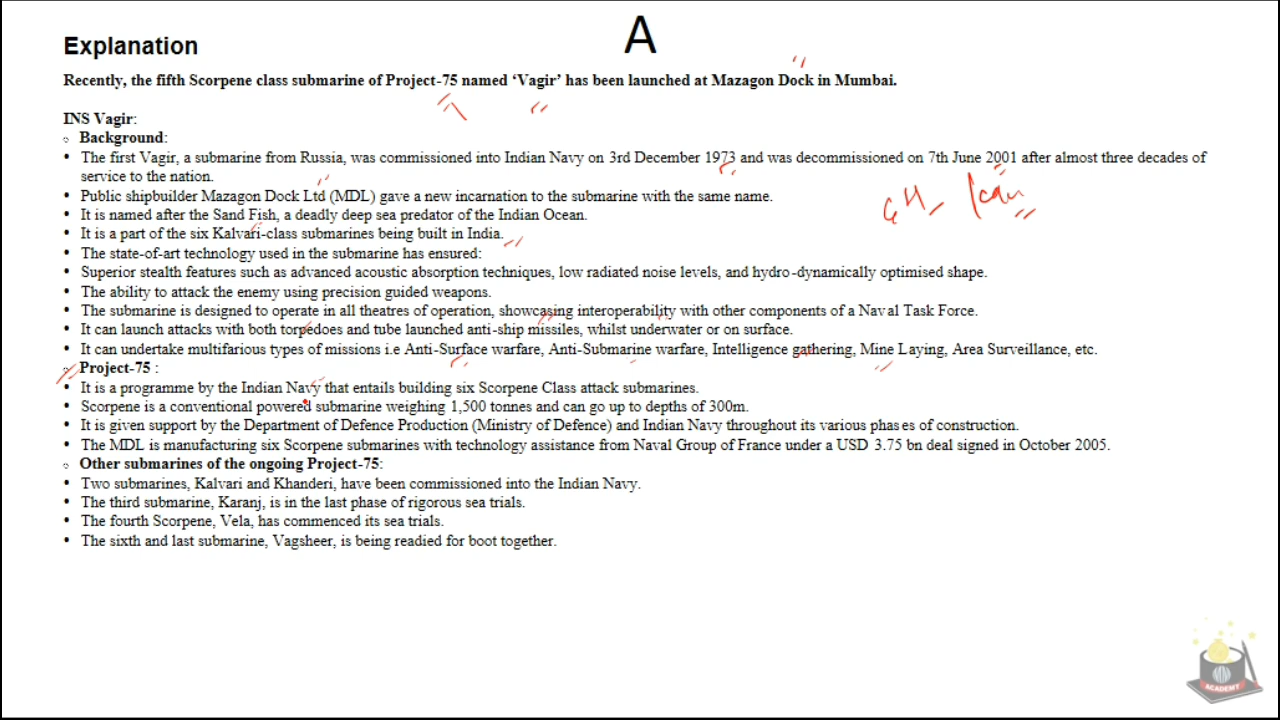 A
Explanation
Recently, the fifth Scorpene class submarine of Project-75 named ‘Vagir’ has been launched at Mazagon Dock in Mumbai.
INS Vagir:
Background:
• The first Vagir, a submarine from Russia, was commissioned into Indian Navy on 3rd December 1973 and was decommissioned on 7th June 2001 after almost three decades of
service to the nation.
• Public shipbuilder Mazagon Dock Ltd (MDL) gave a new incarnation to the submarine with the same name.
• It is named after the Sand Fish, a deadly deep sea predator of the Indian Ocean.
• It is a part of the six Kalvari-class submarines being built in India.
• The state-of-art technology used in the submarine has ensured:
• Superior stealth features such as advanced acoustic absorption techniques, low radiated noise levels, and hydro-dynamically optimised shape.
• The ability to attack the enemy using precision guided weapons.
• The submarine is designed to operate in all theatres of operation, showcasing interoperability with other components of a Naval Task Force.
• It can launch attacks with both torpedoes and tube launched anti-ship missiles, whilst underwater or on surface.
• It can undertake multifarious types of missions i.e Anti-Surface warfare, Anti-Submarine warfare, Intelligence gathering, Mine Laying, Area Surveillance, etc.
Project-75 :
• It is a programme by the Indian Navy that entails building six Scorpene Class attack submarines.
• Scorpene is a conventional powered submarine weighing 1,500 tonnes and can go up to depths of 300m.
• It is given support by the Department of Defence Production (Ministry of Defence) and Indian Navy throughout its various phases of construction.
• The MDL is manufacturing six Scorpene submarines with technology assistance from Naval Group of France under a USD 3.75 bn deal signed in October 2005.
Other submarines of the ongoing Project-75:
• Two submarines, Kalvari and Khanderi, have been commissioned into the Indian Navy.
• The third submarine, Karanj, is in the last phase of rigorous sea trials.
• The fourth Scorpene, Vela, has commenced its sea trials.
• The sixth and last submarine, Vagsheer, is being readied for boot together.
ACADEMY